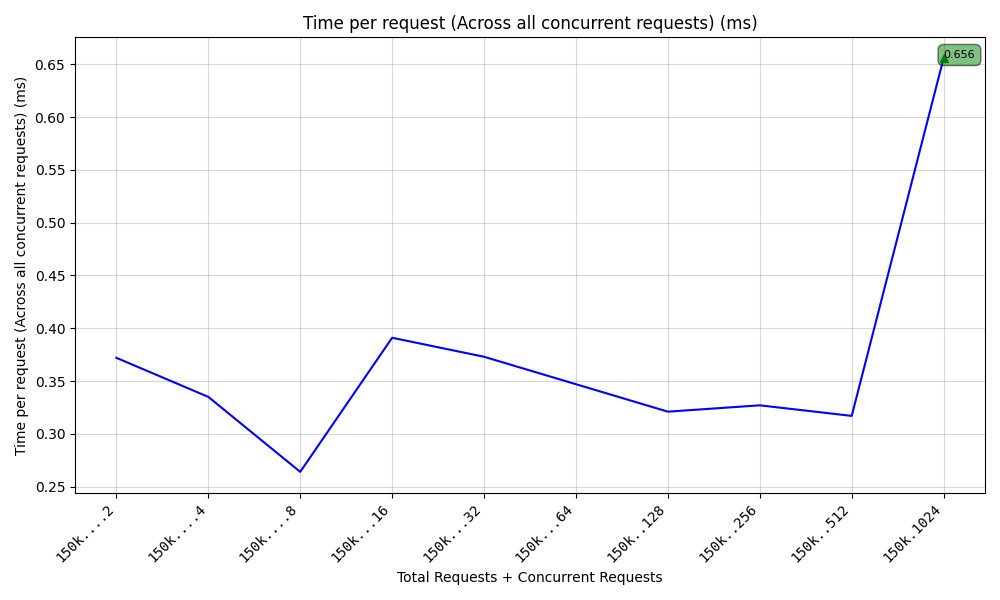 Time per request (Across all concurrent requests) (ms)
Time per request (Across all concurrent requests) (ms)
0.65
0.60
0.55
0.50
0.45
0.40
0.35
0.30
0.25
0.656
150k....2
150k....4
150k....8
150k...16
150k...32
150k...64
150k..128
150k..256
150k..512
150k.1024
Total Requests + Concurrent Requests